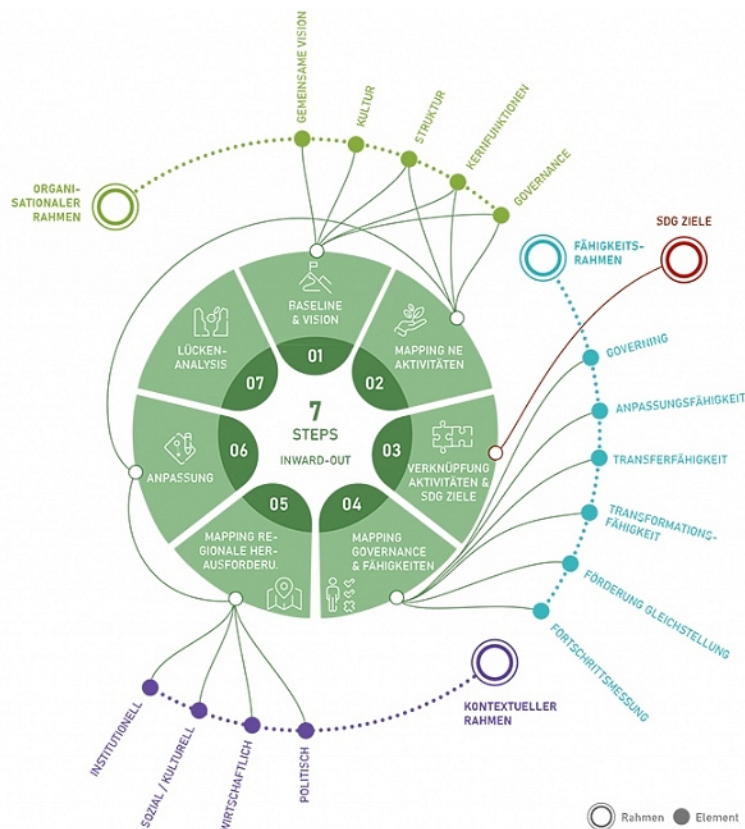 GEMEINSAME VISION
KULTUR
STRUKTUR
KERNFUNKTIONEN
GOVERNANCE
ORGANI-
SATIONALER
RAHMEN
SDG ZIELE
FÄHIGKEITS-
RAHMEN
GOVERNING
ANPASSUNGSFÄHIGKEIT
TRANSFERFÄHIGKEIT
TRANSFORMATIONS-
FÄHIGKEIT
FÖRDERUNG GLEICHSTELLUNG
FORTSCHRITTSMESSUNG
BASELINE
& VISION
01
MAPPING NE
AKTIVITÄTEN
02
VERKNÜPFUNG
AKTIVITÄTEN &
SDG ZIELE
03
MAPPING
GOVERNANCE
& FÄHIGKEITEN
04
MAPPING RE-
GIONALE HER-
AUSFORDERU.
05
ANPASSUNG
06
LÜCKEN-
ANALYSIS
07
7
STEPS
INWARD-OUT
KONTEXTUELLER
RAHMEN
INSTITUTIONELL
SOZIAL / KULTURELL
WIRTSCHAFTLICH
POLITISCH
Rahmen
Element